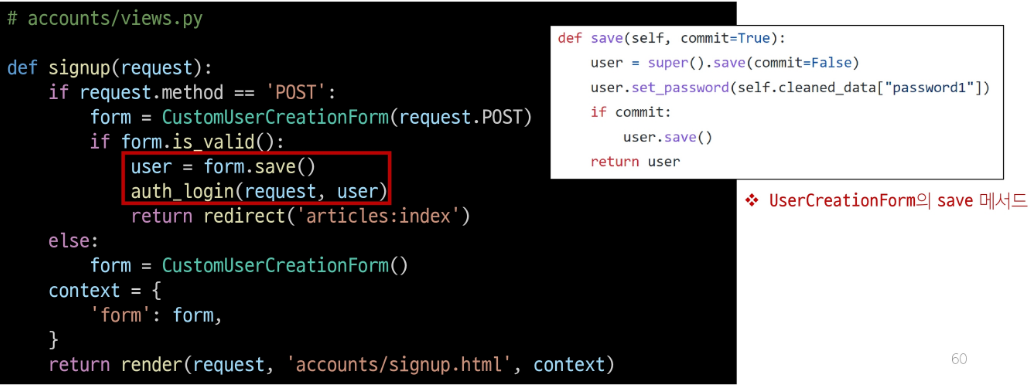 # accounts/views.py
def signup(request):
    if request.method == 'POST':
        form = CustomUserCreationForm(request.POST)
        if form.is_valid():
            user = form.save()
            auth_login(request, user)
            return redirect('articles:index')
    else:
        form = CustomUserCreationForm()
    context = {
        'form': form,
    }
    return render(request, 'accounts/signup.html', context)
def save(self, commit=True):
    user = super().save(commit=False)
    user.set_password(self.cleaned_data["password1"])
    if commit:
        user.save()
    return user
❖ UserCreationForm의 save 메서드
60